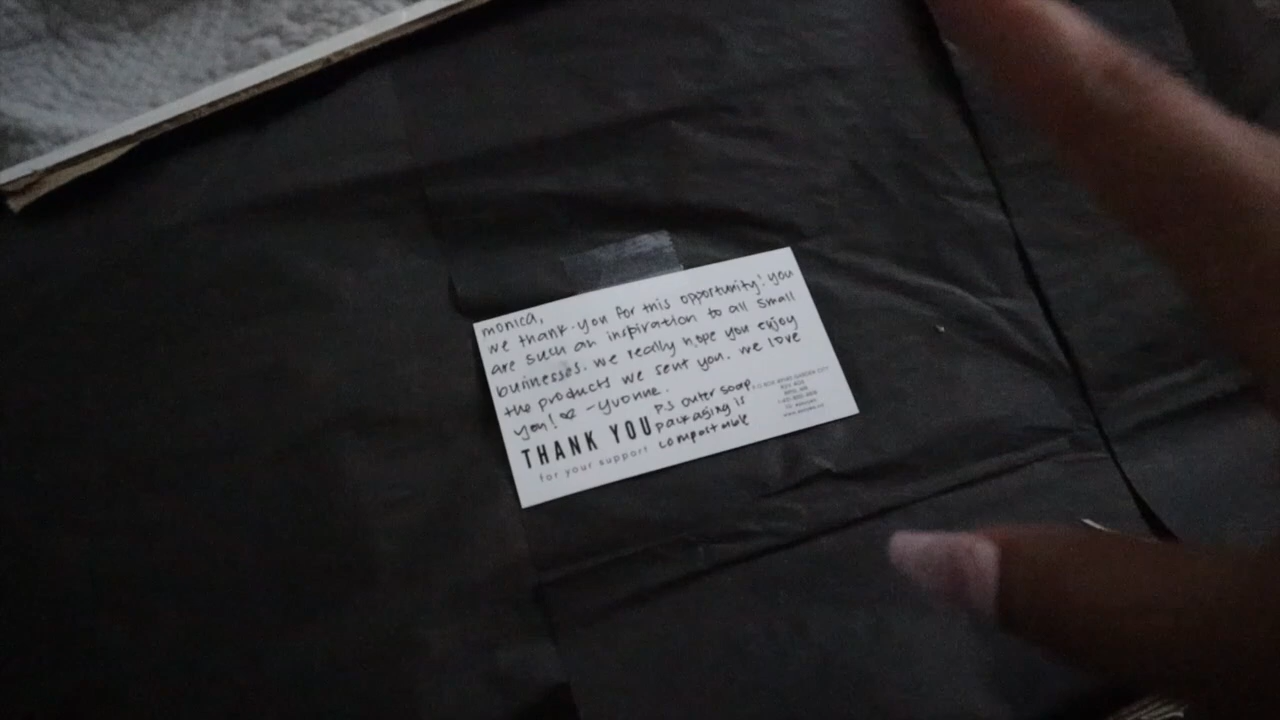 monica,
we thank-you for this opportunity! you
are such an inspiration to all small
businesses. we really hope you enjoy
the products we sent you. we love
you! -yvonne.
P.S outer soap
packaging is
compostable
THANK YOU
for your support